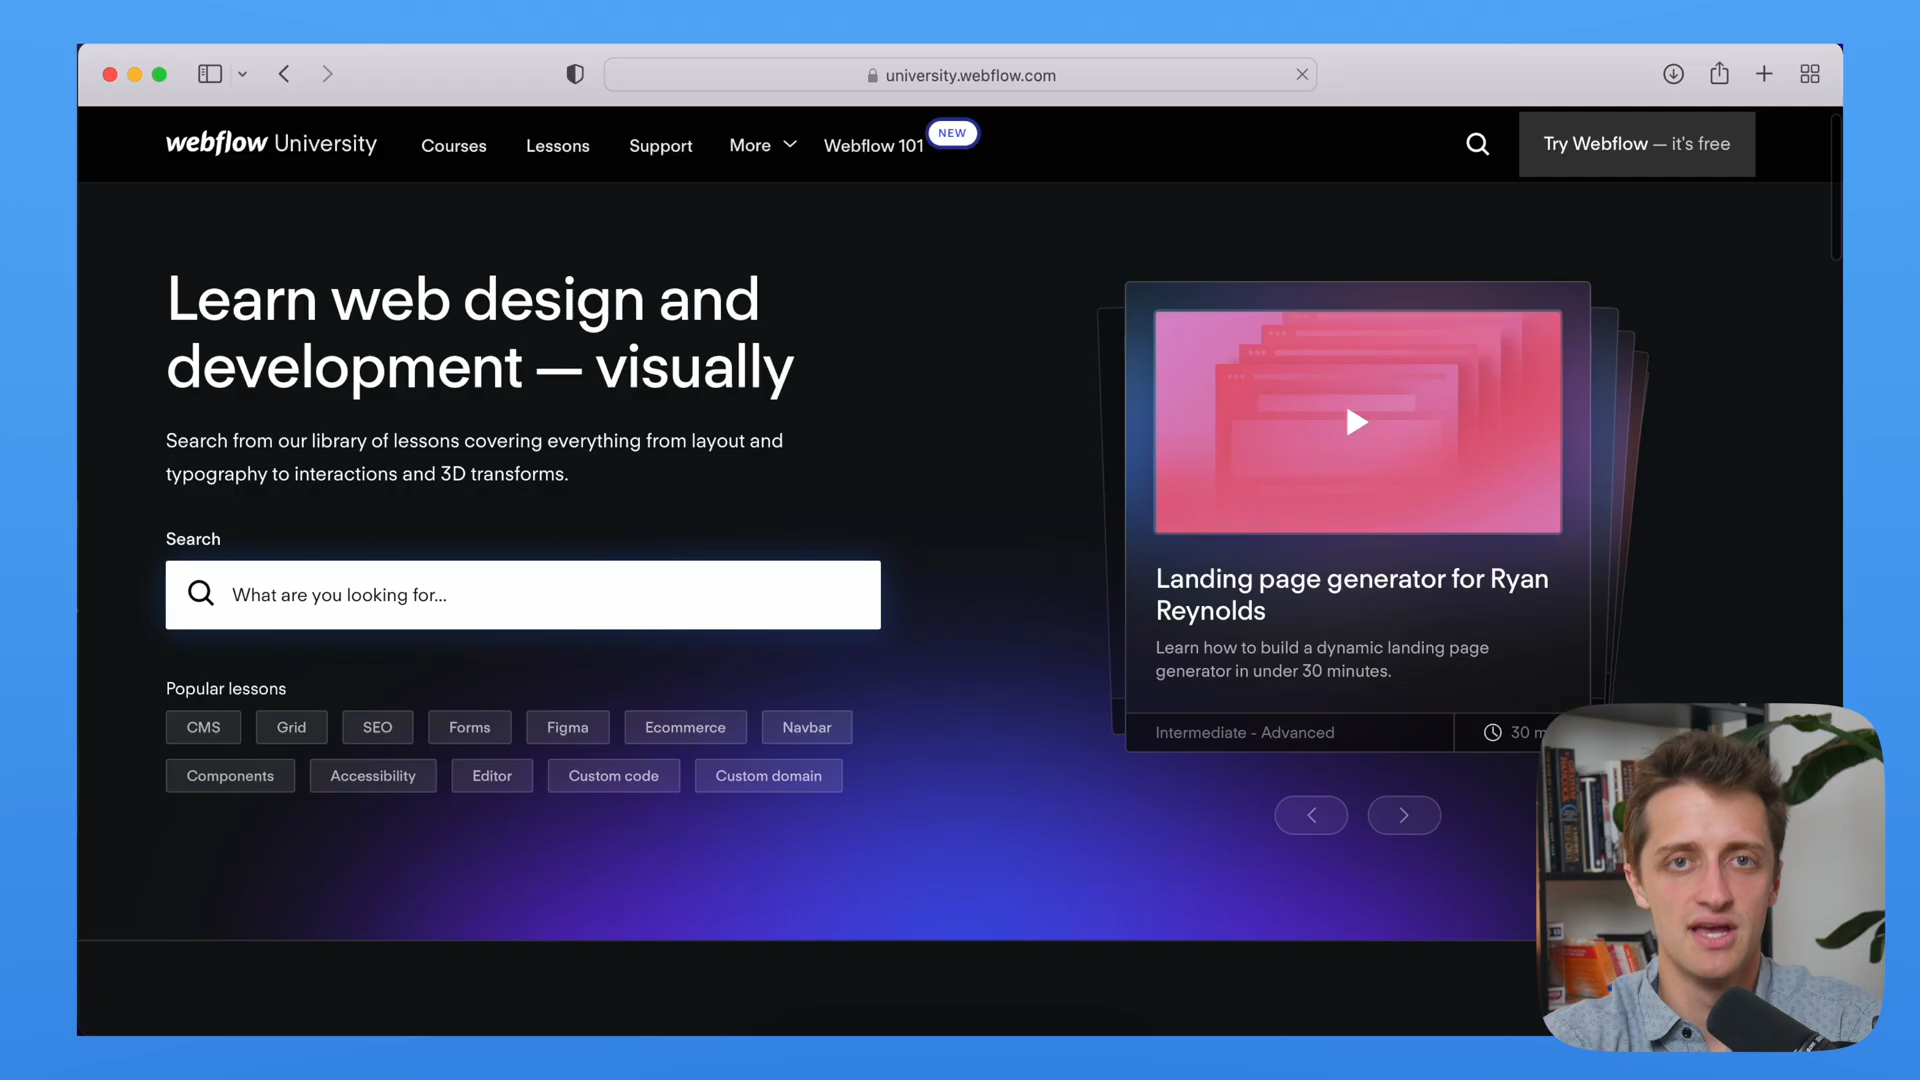 university.webflow.com
webflow University
Courses
Lessons
Support
More
Webflow 101
NEW
Try Webflow — it's free
Learn web design and
development — visually
Search from our library of lessons covering everything from layout and
typography to interactions and 3D transforms.
Search
What are you looking for...
Popular lessons
CMS
Grid
SEO
Forms
Figma
Ecommerce
Navbar
Components
Accessibility
Editor
Custom code
Custom domain
Landing page generator for Ryan
Reynolds
Learn how to build a dynamic landing page
generator in under 30 minutes.
Intermediate - Advanced
30 m